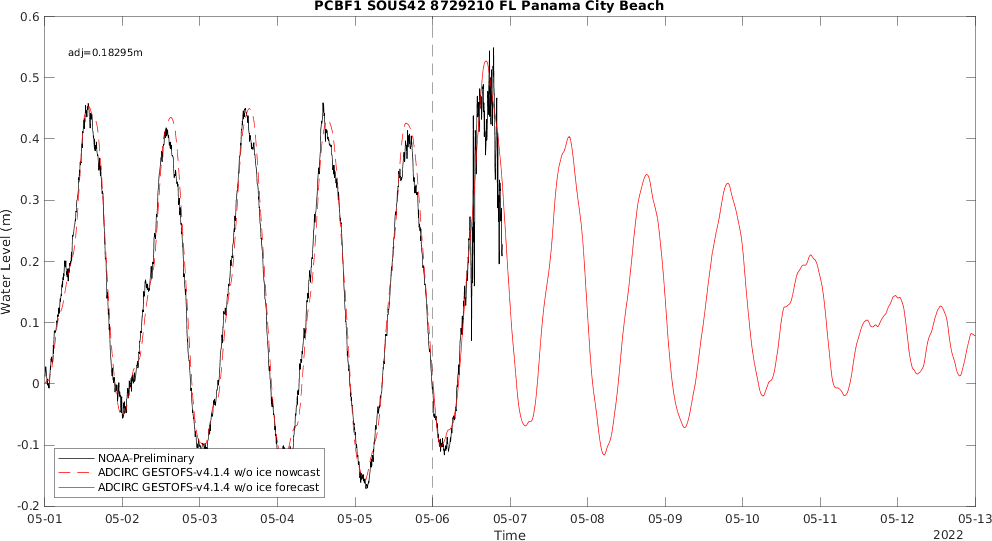 PCBF1 SOUS42 8729210 FL Panama City Beach
0.6
adj=0.18295m
0.5
0.4
0.3
0.2
0.1
0
-0.1
-0.2
Water Level (m)
NOAA-Preliminary
ADCIRC GESTOFS-v4.1.4 w/o ice nowcast
ADCIRC GESTOFS-v4.1.4 w/o ice forecast
05-01 05-02 05-03 05-04 05-05 05-06 05-07 05-08 05-09 05-10 05-11 05-12 05-13
Time
2022